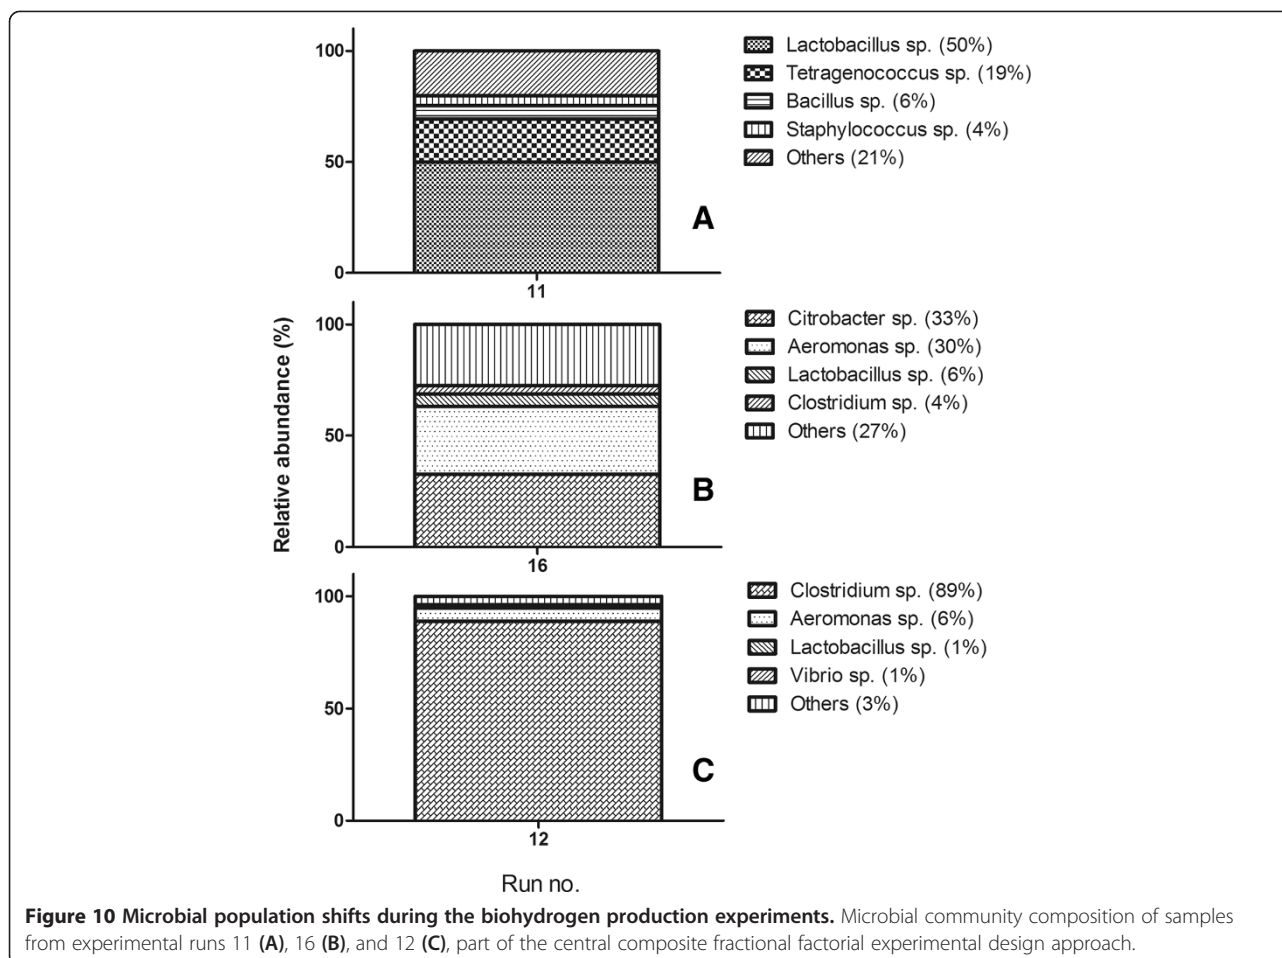 100
50
0
11
Lactobacillus sp. (50%)
Tetragenococcus sp. (19%)
Bacillus sp. (6%)
Staphylococcus sp. (4%)
Others (21%)
A
Relative abundance (%)
100
50
0
16
Citrobacter sp. (33%)
Aeromonas sp. (30%)
Lactobacillus sp. (6%)
Clostridium sp. (4%)
Others (27%)
B
100
50
0
12
Clostridium sp. (89%)
Aeromonas sp. (6%)
Lactobacillus sp. (1%)
Vibrio sp. (1%)
Others (3%)
C
Run no.
Figure 10 Microbial population shifts during the biohydrogen production experiments. Microbial community composition of samples
from experimental runs 11 (A), 16 (B), and 12 (C), part of the central composite fractional factorial experimental design approach.